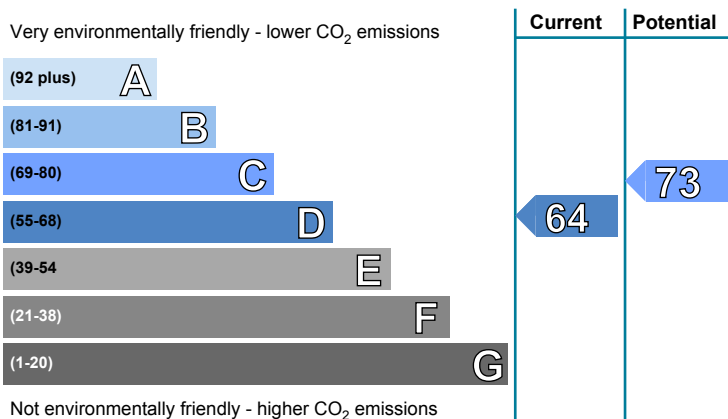 Current Potential
Very environmentally friendly - lower CO2 emissions
(92 plus) A
(81-91) B
(69-80) C
73
(55-68) D
64
(39-54 E
(21-38) F
(1-20) G
Not environmentally friendly - higher CO2 emissions